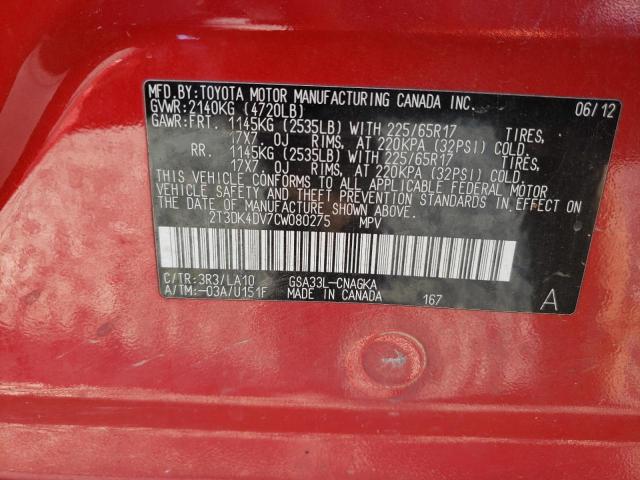 MFD.BY:TOYOTA MOTOR MANUFACTURING CANADA INC. 06/12
GVWR:2140KG (4720LB)
GAWR:FRT. 1145KG (2535LB) WITH 225/65R17 TIRES,
17X7 OJ RIMS, AT 220KPA (32PSI) COLD.
RR. 1145KG (2535LB) WITH 225/65R17 TIRES,
17X7 OJ RIMS, AT 220KPA (32PSI) COLD.
THIS VEHICLE CONFORMS TO ALL APPLICABLE FEDERAL MOTOR
VEHICLE SAFETY AND THEFT PREVENTION STANDARDS IN EFFECT ON
THE DATE OF MANUFACTURE SHOWN ABOVE.
2T3DK4DV7CW080275 MPV
C/TR:3R3/LA10 GSA33L-CNAGKA
A/TM:-03A/U151F MADE IN CANADA 167 A